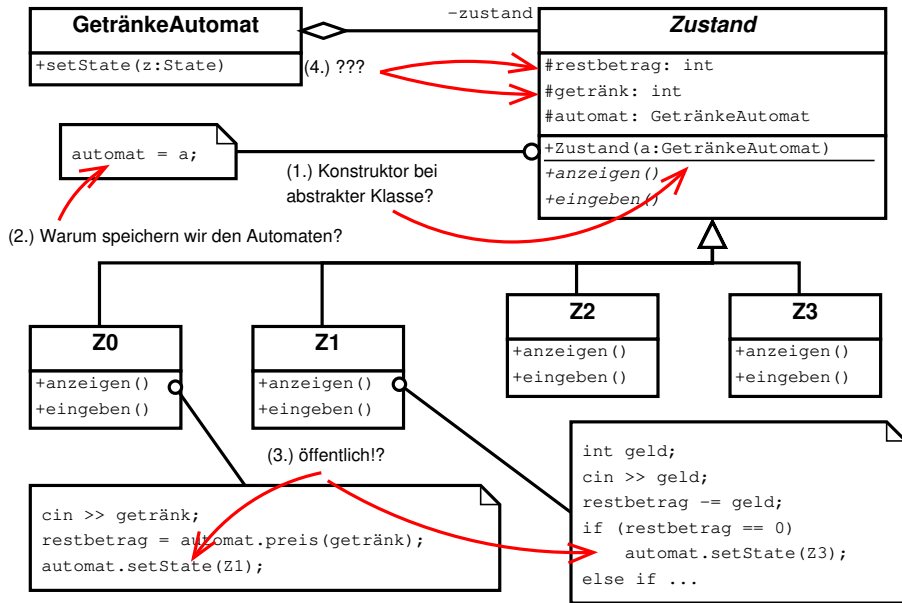 GetränkeAutomat
+setState(z:State)
−zustand
Zustand
#restbetrag: int
#getränk: int
#automat: GetränkeAutomat
+Zustand(a:GetränkeAutomat)
+anzeigen()
+eingeben()
(4.) ???
automat = a;
(1.) Konstruktor bei
abstrakter Klasse?
(2.) Warum speichern wir den Automaten?
Z0
+anzeigen()
+eingeben()
Z1
+anzeigen()
+eingeben()
Z2
+anzeigen()
+eingeben()
Z3
+anzeigen()
+eingeben()
(3.) öffentlich!?
cin >> getränk;
restbetrag = automat.preis(getränk);
automat.setState(Z1);
int geld;
cin >> geld;
restbetrag −= geld;
if (restbetrag == 0)
automat.setState(Z3);
else if ...